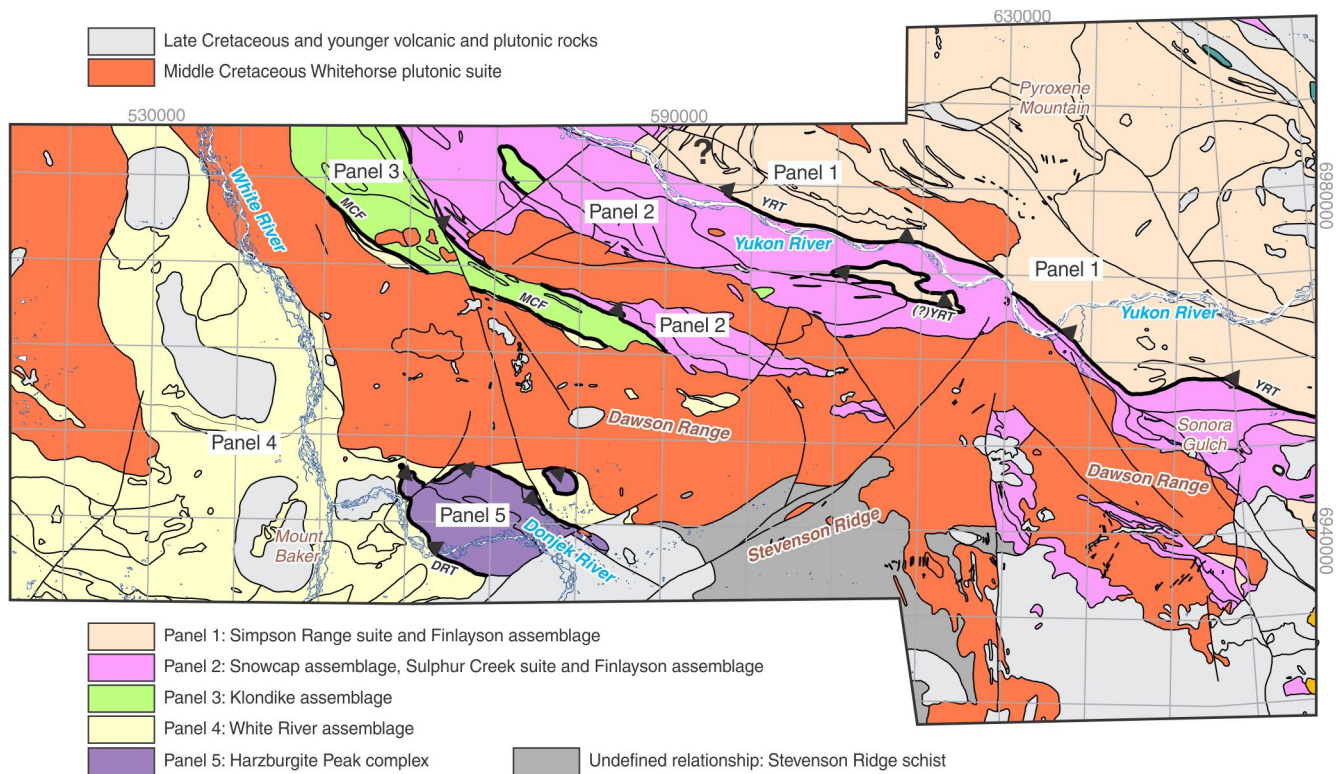 Late Cretaceous and younger volcanic and plutonic rocks
Middle Cretaceous Whitehorse plutonic suite
630000
530000
590000
Pyroxene
Mountain
?
Panel 3
Panel 1
White River
MCF
Panel 2
YRT
6980000
Yukon River
Panel 1
MCF
(?)YRT
Yukon River
Panel 2
YRT
Dawson Range
Sonora
Gulch
Panel 4
Dawson Range
Panel 5
Donjek River
Stevenson Ridge
Mount
Baker
DRT
6940000
Panel 1: Simpson Range suite and Finlayson assemblage
Panel 2: Snowcap assemblage, Sulphur Creek suite and Finlayson assemblage
Panel 3: Klondike assemblage
Panel 4: White River assemblage
Panel 5: Harzburgite Peak complex
Undefined relationship: Stevenson Ridge schist